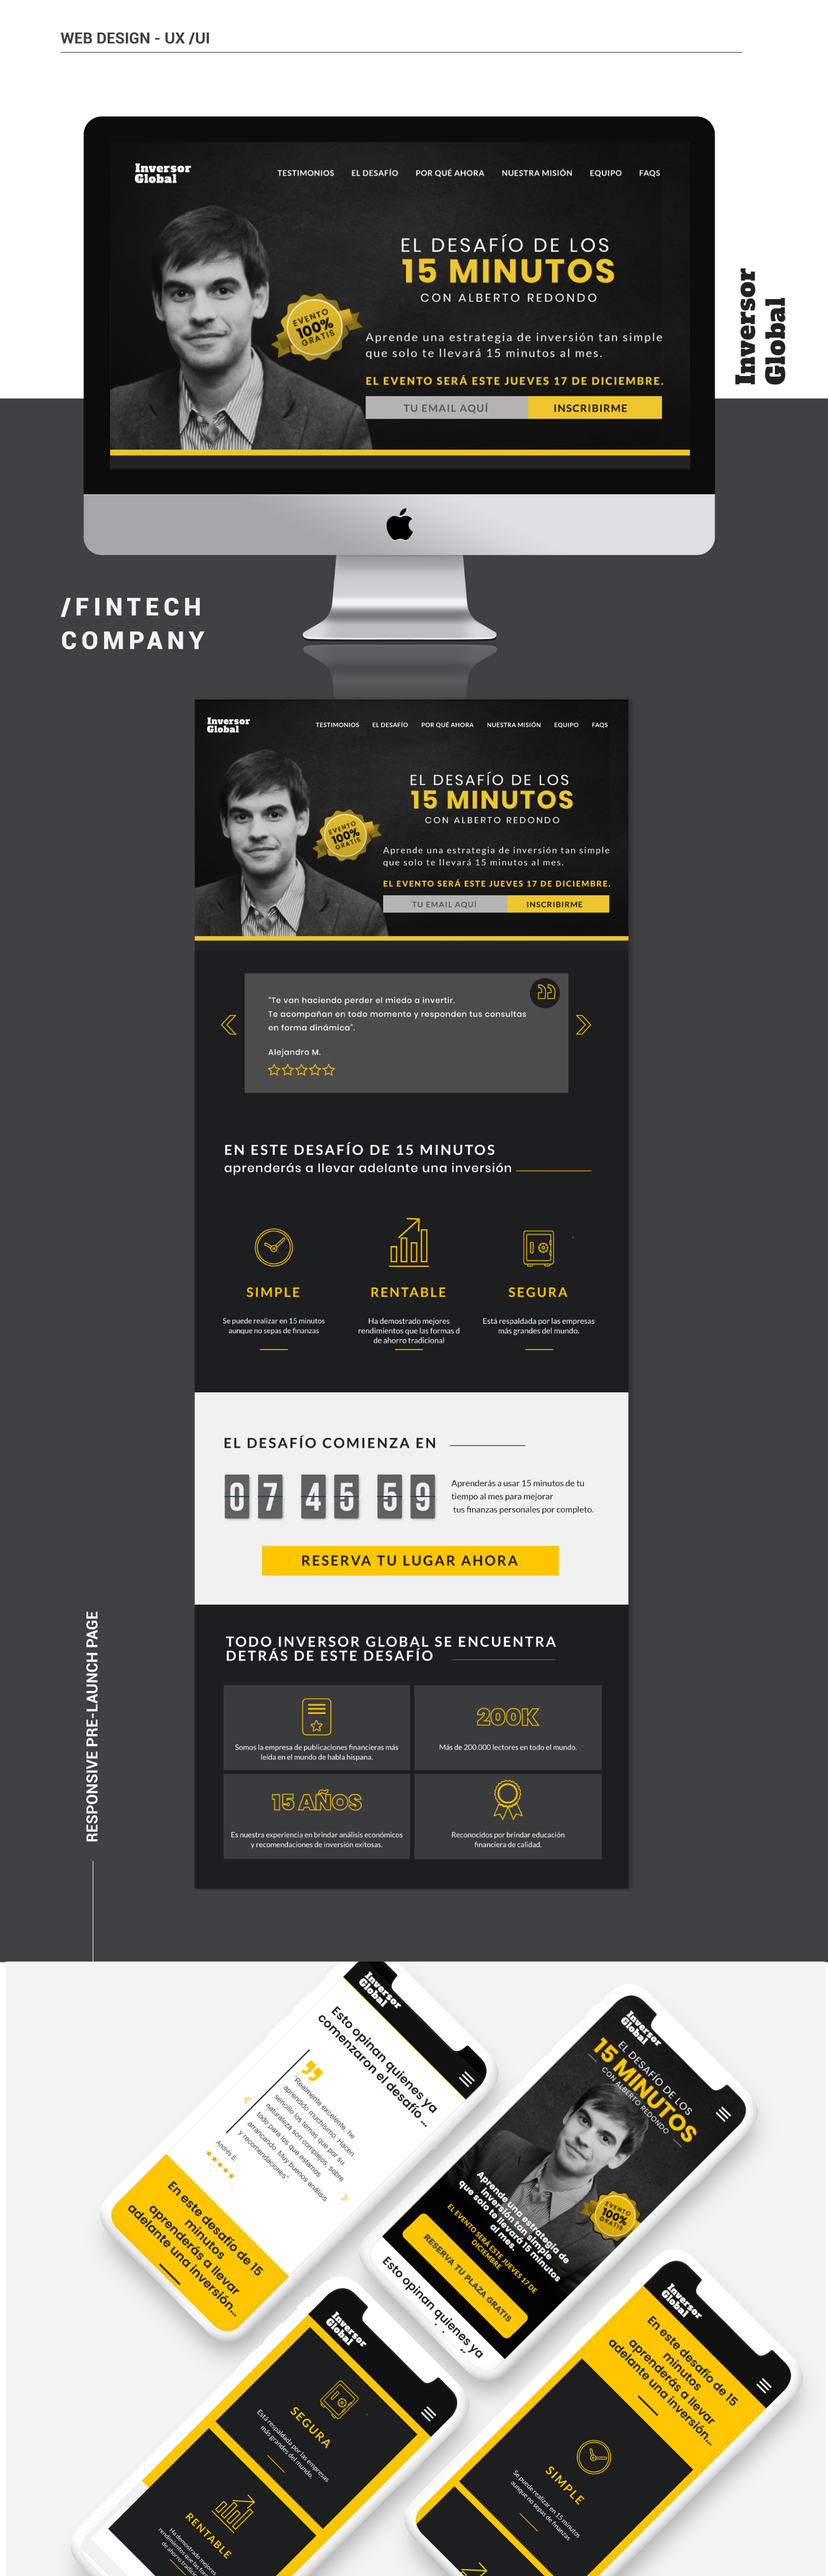 WEB DESIGN - UX /UI
Inversor
Global
TESTIMONIOS EL DESAFÍO POR QUÉ AHORA NUESTRA MISIÓN EQUIPO FAQS
EL DESAFÍO DE LOS
15 MINUTOS
CON ALBERTO REDONDO
EVENTO
100%
GRATIS
Aprende una estrategia de inversión tan simple
que solo te llevará 15 minutos al mes.
EL EVENTO SERÁ ESTE JUEVES 17 DE DICIEMBRE.
TU EMAIL AQUÍ INSCRIBIRME
Inversor
Global
/FINTECH
COMPANY
Inversor
Global
TESTIMONIOS EL DESAFÍO POR QUÉ AHORA NUESTRA MISIÓN EQUIPO FAQS
EL DESAFÍO DE LOS
15 MINUTOS
CON ALBERTO REDONDO
EVENTO
100%
GRATIS
Aprende una estrategia de inversión tan simple
que solo te llevará 15 minutos al mes.
EL EVENTO SERÁ ESTE JUEVES 17 DE DICIEMBRE.
TU EMAIL AQUÍ INSCRIBIRME
"Te van haciendo perder el miedo a invertir.
Te acompañan en todo momento y responden tus consultas
en forma dinámica".
Alejandro M.
EN ESTE DESAFÍO DE 15 MINUTOS
aprenderás a llevar adelante una inversión
SIMPLE
Se puede realizar en 15 minutos
aunque no sepas de finanzas
RENTABLE
Ha demostrado mejores
rendimientos que las formas d
de ahorro tradicional
SEGURA
Está respaldada por las empresas
más grandes del mundo.
EL DESAFÍO COMIENZA EN
07 45 59
Aprenderás a usar 15 minutos de tu
tiempo al mes para mejorar
tus finanzas personales por completo.
RESERVA TU LUGAR AHORA
TODO INVERSOR GLOBAL SE ENCUENTRA
DETRÁS DE ESTE DESAFÍO
Somos la empresa de publicaciones financieras más
leída en el mundo de habla hispana.
200K
Más de 200.000 lectores en todo el mundo.
15 AÑOS
Es nuestra experiencia en brindar análisis económicos
y recomendaciones de inversión exitosas.
Reconocidos por brindar educación
financiera de calidad.
RESPONSIVE PRE-LAUNCH PAGE
Inversor
Global
Esto opinan quienes ya
comenzaron el desafío ...
"Realmente excelente, he
aprendido muchísimo. Hacen
sencillo los temas que por su
naturaleza son complejos, sobre
todo para los que estamos
arrancando. Muy buenos análisis
y recomendaciones"
Andrés E.
En este desafío de 15
minutos
aprenderás a llevar
adelante una inversión...
Inversor
Global
EL DESAFÍO DE LOS
15 MINUTOS
CON ALBERTO REDONDO
EVENTO
100%
GRATIS
Aprende una estrategia de
inversión tan simple
que solo te llevará 15 minutos
al mes.
EL EVENTO SERÁ ESTE JUEVES 17 DE
DICIEMBRE
RESERVA TU PLAZA GRATIS
Esto opinan quienes ya
Inversor
Global
SEGURA
Está respaldada por las empresas
más grandes del mundo.
RENTABLE
Ha demostrado mejores
rendimientos que las
de ahorro
Inversor
Global
En este desafío de 15
minutos
aprenderás a llevar
adelante una inversión...
SIMPLE
Se puede realizar en 15 minutos
aunque no sepas de finanzas